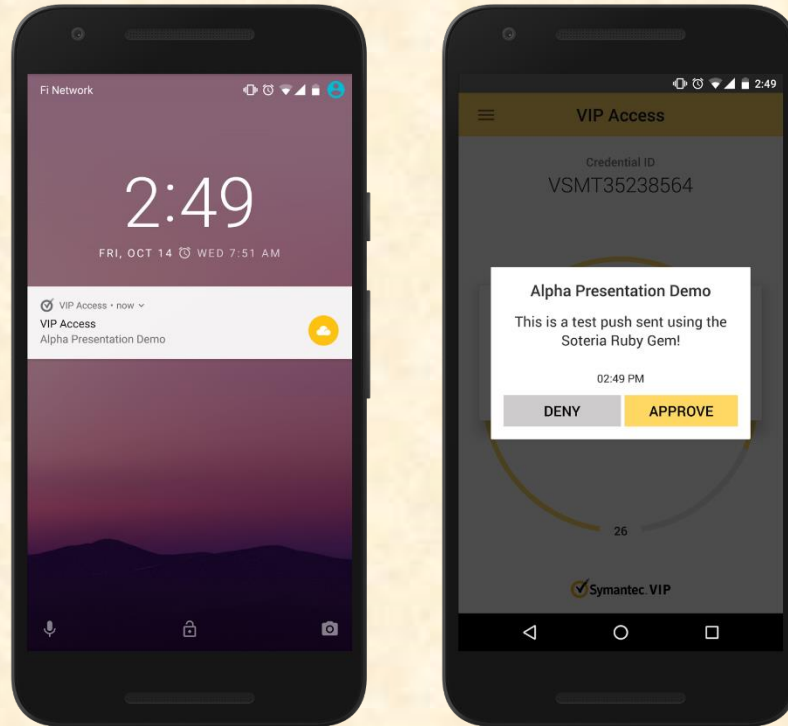 Fi Network
2:49
FRI, OCT 14 WED 7:51 AM
VIP Access • now
VIP Access
Alpha Presentation Demo
2:49
VIP Access
Credential ID
VSMT35238564
Alpha Presentation Demo
This is a test push sent using the
Soteria Ruby Gem!
02:49 PM
DENY APPROVE
26
Symantec. VIP